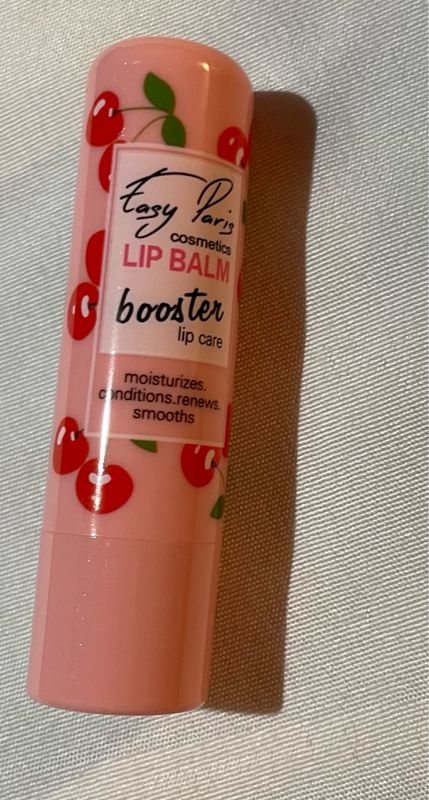 Easy Paris
cosmetics
LIP BALM
booster
lip care
moisturizes.
conditions.renews.
smooths